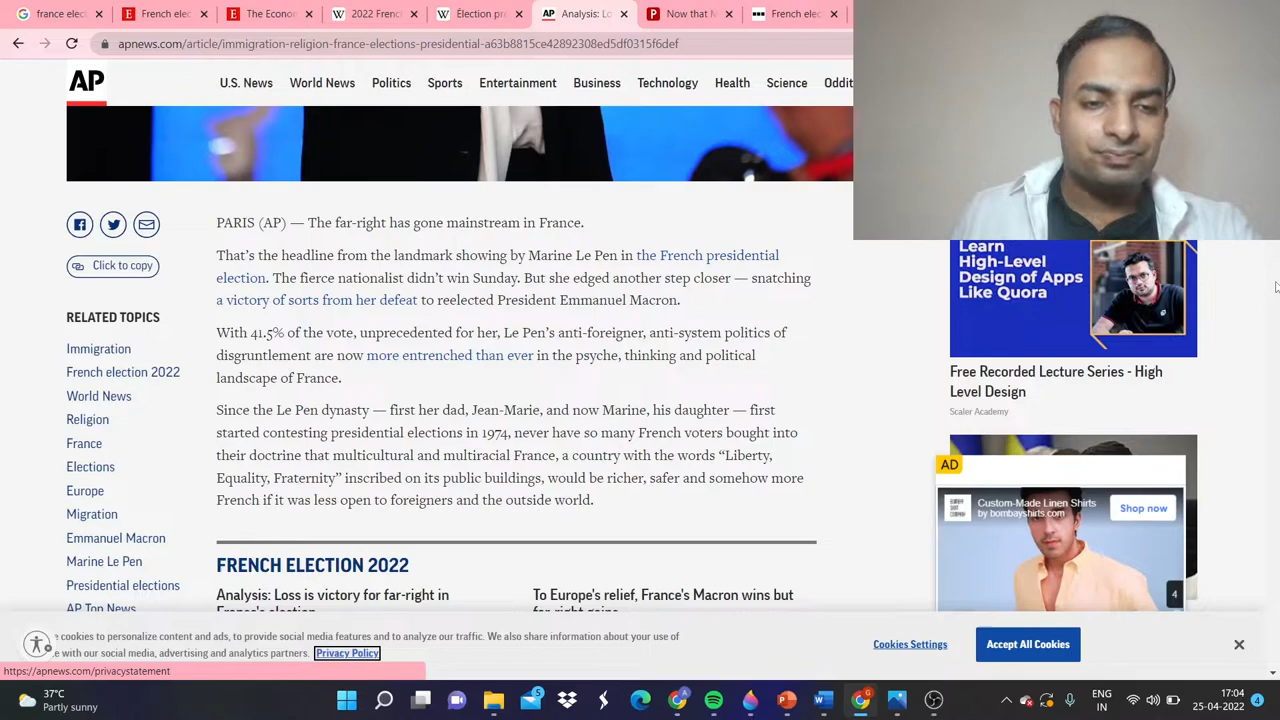 france elec
The Econo
2022 Frenc
Élection pre
AP Analysis: Lo
Now that M
French elec
apnews.com/article/immigration-religion-france-elections-presidential-a63b8815ce42892308ed5df0315f6def
AP
U.S. News World News Politics Sports Entertainment Business Technology Health Science Oddit
PARIS (AP) — The far-right has gone mainstream in France.
That’s the headline from the landmark showing by Marine Le Pen in the French presidential
election. The ultra-nationalist didn’t win Sunday. But she edged another step closer — snatching
a victory of sorts from her defeat to reelected President Emmanuel Macron.
With 41.5% of the vote, unprecedented for her, Le Pen’s anti-foreigner, anti-system politics of
disgruntlement are now more entrenched than ever in the psyche, thinking and political
landscape of France.
Since the Le Pen dynasty — first her dad, Jean-Marie, and now Marine, his daughter — first
started contesting presidential elections in 1974, never have so many French voters bought into
their doctrine that multicultural and multiracial France, a country with the words “Liberty,
Equality, Fraternity” inscribed on its public buildings, would be richer, safer and somehow more
French if it was less open to foreigners and the outside world.
Click to copy
RELATED TOPICS
Immigration
French election 2022
World News
Religion
France
Elections
Europe
Migration
Emmanuel Macron
Marine Le Pen
Presidential elections
AP Top News
FRENCH ELECTION 2022
Analysis: Loss is victory for far-right in
France's election
To Europe's relief, France's Macron wins but
far-right gains
Learn
High-Level
Design of Apps
Like Quora
Free Recorded Lecture Series - High
Level Design
Scaler Academy
AD
BOMBAY
SHIRT
COMPANY
Custom-Made Linen Shirts
by bombayshirts.com
Shop now
4
cookies to personalize content and ads, to provide social media features and to analyze our traffic. We also share information about your use of
with our social media, advertising and analytics partners. Privacy Policy
Cookies Settings
Accept All Cookies
https://apnews.com/privacystatement
37°C
Partly sunny
5
ENG
IN
17:04
25-04-2022
4